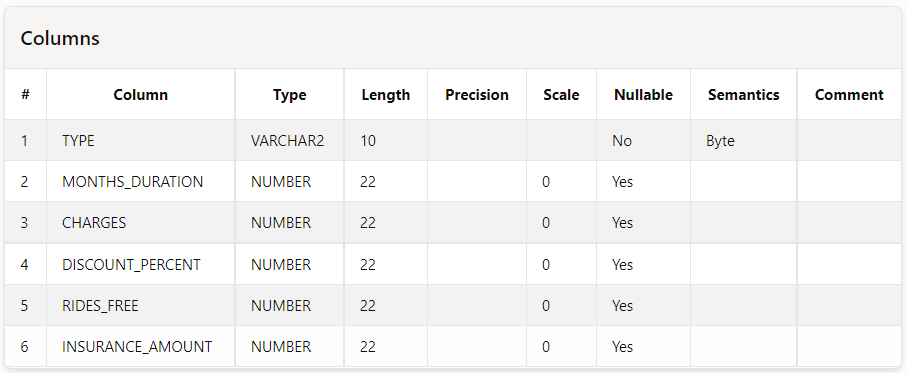 Columns
# Column Type Length Precision Scale Nullable Semantics Comment
1 TYPE VARCHAR2 10 No Byte
2 MONTHS_DURATION NUMBER 22 0 Yes
3 CHARGES NUMBER 22 0 Yes
4 DISCOUNT_PERCENT NUMBER 22 0 Yes
5 RIDES_FREE NUMBER 22 0 Yes
6 INSURANCE_AMOUNT NUMBER 22 0 Yes